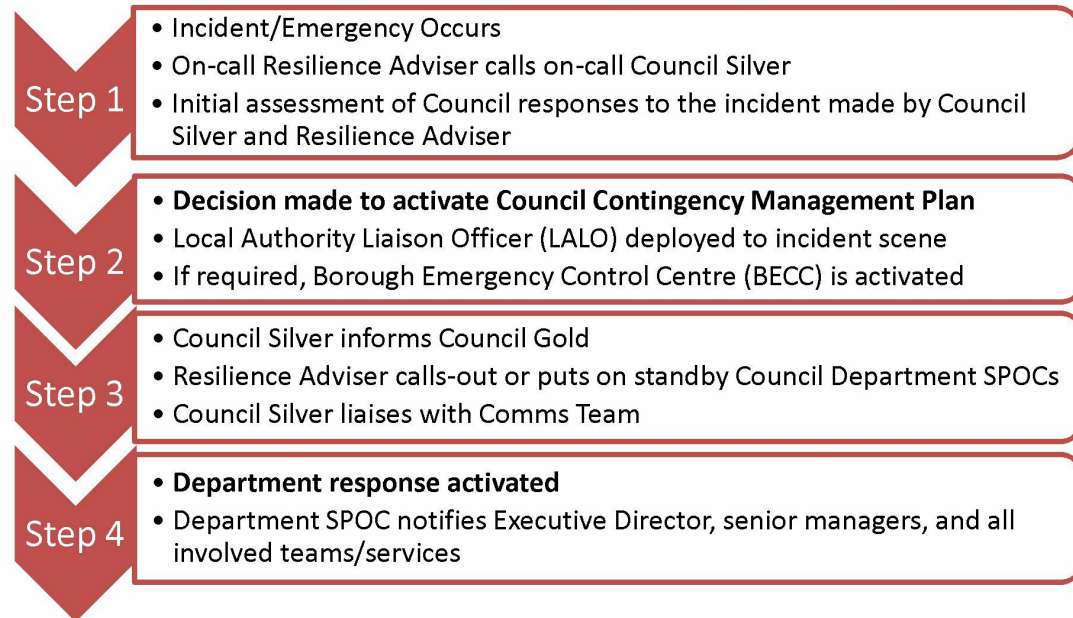 Step 1
• Incident/Emergency Occurs
• On-call Resilience Adviser calls on-call Council Silver
• Initial assessment of Council responses to the incident made by Council
Silver and Resilience Adviser
Step 2
• Decision made to activate Council Contingency Management Plan
• Local Authority Liaison Officer (LALO) deployed to incident scene
• If required, Borough Emergency Control Centre (BECC) is activated
Step 3
• Council Silver informs Council Gold
• Resilience Adviser calls-out or puts on standby Council Department SPOCs
• Council Silver liaises with Comms Team
Step 4
• Department response activated
• Department SPOC notifies Executive Director, senior managers, and all
involved teams/services